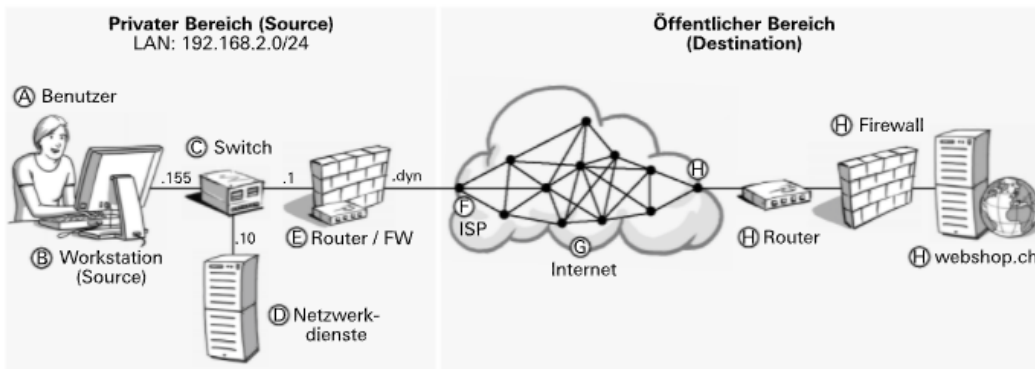 Privater Bereich (Source)
LAN: 192.168.2.0/24
Öffentlicher Bereich
(Destination)
Ⓐ Benutzer
Ⓒ Switch
Ⓗ Firewall
.155
.1
.dyn
Ⓗ
Ⓕ
ISP
.10
Ⓔ Router / FW
Ⓑ Workstation
(Source)
Ⓖ
Internet
Ⓗ Router
Ⓗ webshop.ch
Ⓓ Netzwerk-
dienste